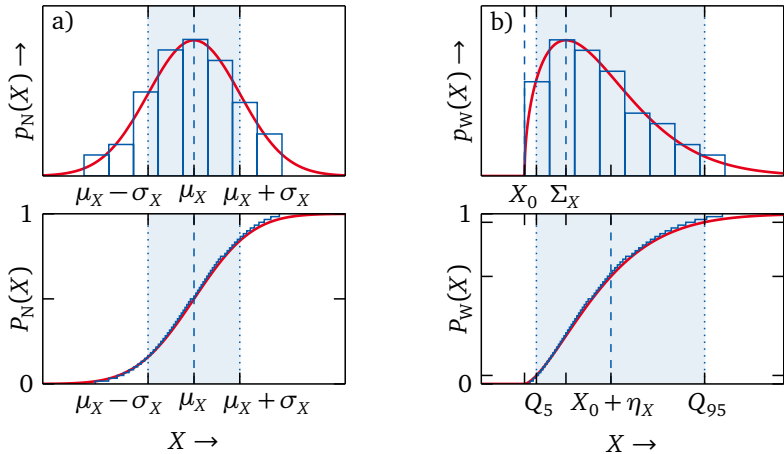 a)
p_N(X) →
μ_X − σ_X μ_X μ_X + σ_X
1
P_N(X)
0
μ_X − σ_X μ_X μ_X + σ_X
X →
b)
p_W(X) →
X_0 Σ_X
1
P_W(X)
0
Q_5 X_0 + η_X Q_95
X →